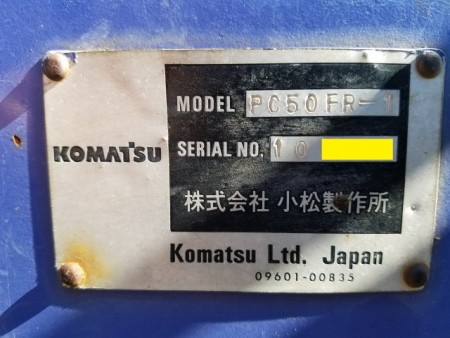 KOMATSU
MODEL PC50FR-1
SERIAL NO. 10
株式会社 小松製作所
Komatsu Ltd. Japan
09601-00835